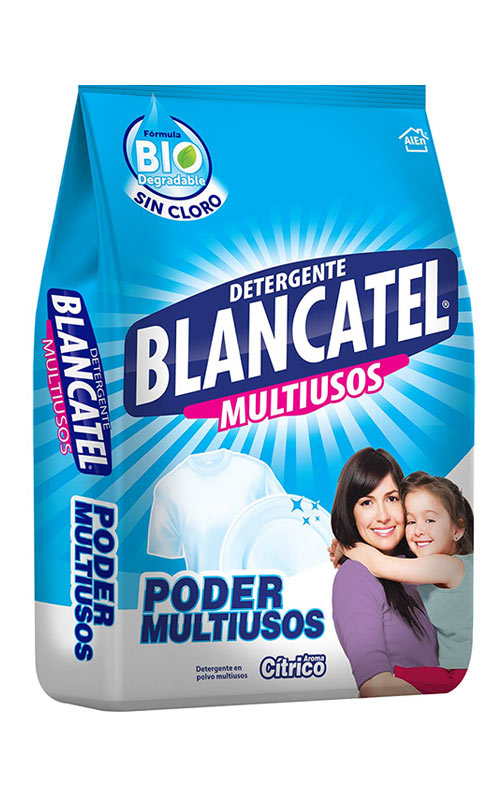 Fórmula
BIO
Degradable
SIN CLORO
AlEn
DETERGENTE
BLANCATEL®
MULTIUSOS
PODER
MULTIUSOS
Detergente en
polvo multiusos
Aroma
Cítrico
DETERGENTE
BLANCATEL
MULTIUSOS
PODER
MULTIUSOS